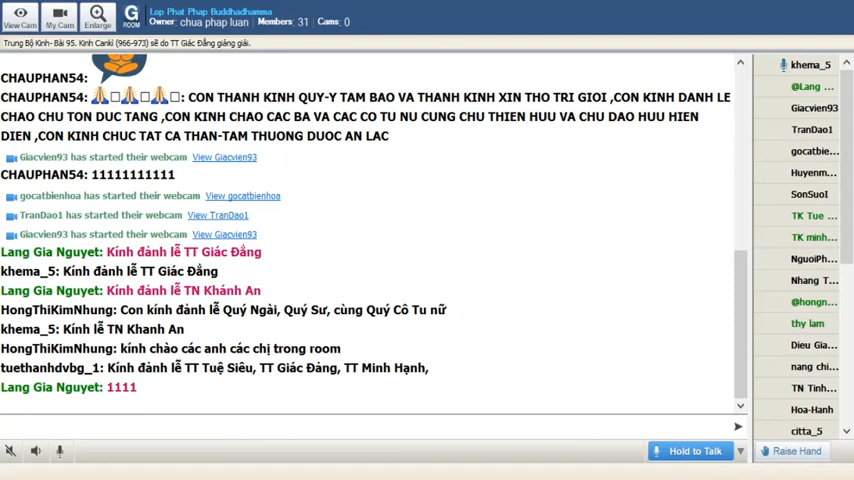 Lop Phat Phap Buddhadhamma
Owner: chua phap luan Members: 31 Cams: 0
View Cam My Cam Enlarge G ROOM
Trung Bộ Kinh- Bài 95. Kinh Canki (966-973) sẽ do TT Giác Đẳng giảng giải.
CHAUPHAN54:
CHAUPHAN54: 🙏□🙏□🙏□: CON THANH KINH QUY-Y TAM BAO VA THANH KINH XIN THO TRI GIOI ,CON KINH DANH LE
CHAO CHU TON DUC TANG ,CON KINH CHAO CAC BA VA CAC CO TU NU CUNG CHU THIEN HUU VA CHU DAO HUU HIEN
DIEN ,CON KINH CHUC TAT CA THAN-TAM THUONG DUOC AN LAC
Giacvien93 has started their webcam View Giacvien93
CHAUPHAN54: 11111111111
gocatbienhoa has started their webcam View gocatbienhoa
TranDao1 has started their webcam View TranDao1
Giacvien93 has started their webcam View Giacvien93
Lang Gia Nguyet: Kính đảnh lễ TT Giác Đẳng
khema_5: Kính đảnh lễ TT Giác Đẳng
Lang Gia Nguyet: Kính đảnh lễ TN Khánh An
HongThiKimNhung: Con kính đảnh lễ Quý Ngài, Quý Sư, cùng Quý Cô Tu nữ
khema_5: Kính lễ TN Khanh An
HongThiKimNhung: kính chào các anh các chị trong room
tuethanhdvbg_1: Kính đảnh lễ TT Tuệ Siêu, TT Giác Đảng, TT Minh Hạnh,
Lang Gia Nguyet: 1111
Hold to Talk
khema_5
@Lang ...
Giacvien93
TranDao1
gocatbie...
Huyenm...
SonSuoI
TK Tue ...
TK minh...
NguoiPh...
Nhang T...
@hongn...
thy lam
Dieu Gia...
nang chi...
TN Tinh...
Hoa-Hanh
citta_5
Raise Hand